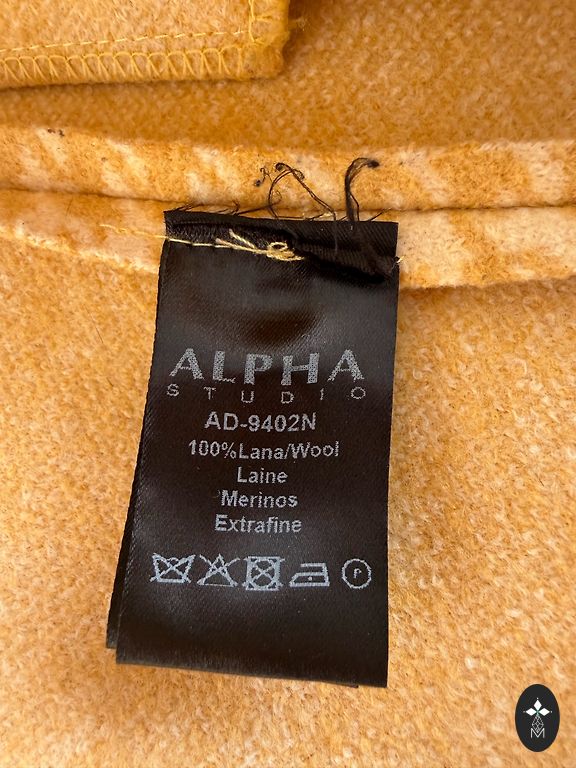 ALPHA
STUDIO
AD-9402N
100%Lana/Wool
Laine
Merinos
Extrafine
P
M